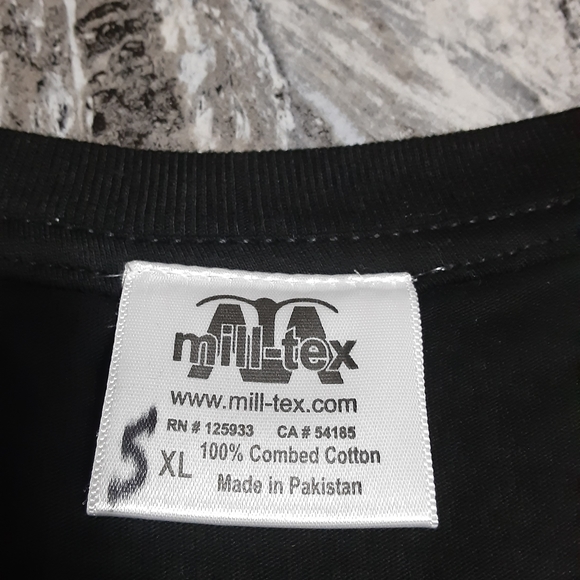 mill-tex
www.mill-tex.com
RN # 125933 CA # 54185
100% Combed Cotton
S XL
Made in Pakistan